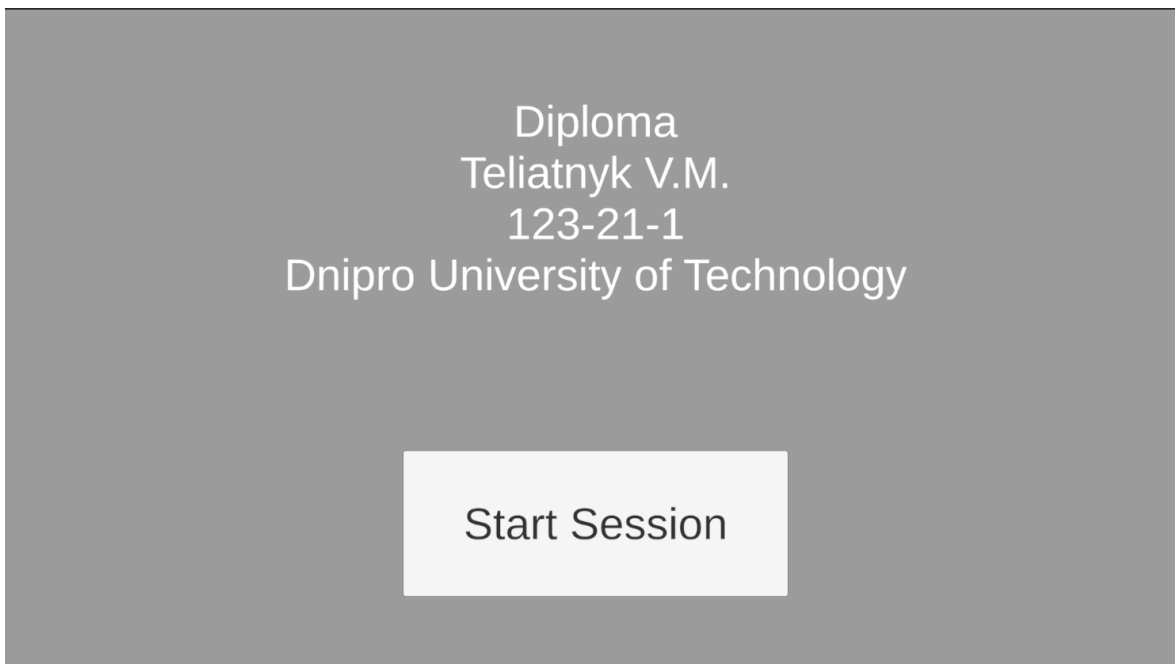 Diploma
Teliatnyk V.M.
123-21-1
Dnipro University of Technology
Start Session